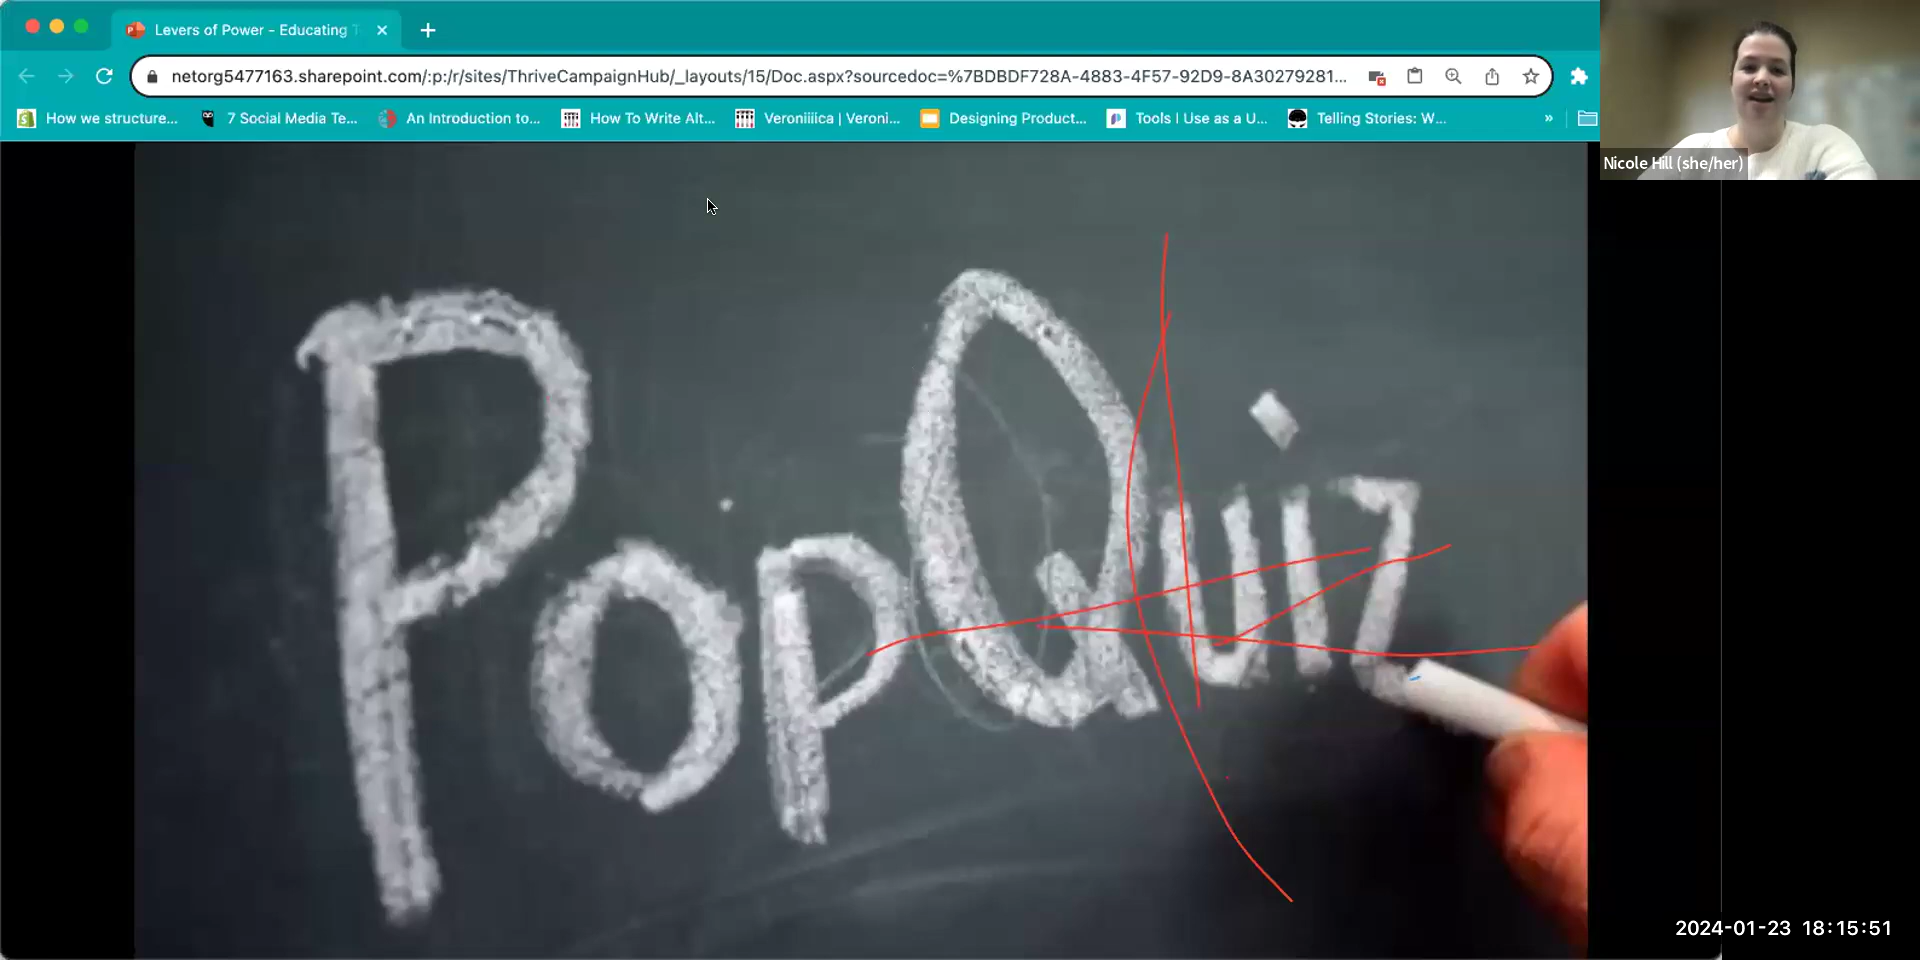 Levers of Power - Educating T
netorg5477163.sharepoint.com/:p:/r/sites/ThriveCampaignHub/_layouts/15/Doc.aspx?sourcedoc=%7BDBDF728A-4883-4F57-92D9-8A30279281...
How we structure... 7 Social Media Te... An Introduction to... How To Write Alt... Veroniiiica | Veroni... Designing Product... Tools I Use as a U... Telling Stories: W... »
Nicole Hill (she/her)
Pop Quiz
2024-01-23 18:15:51